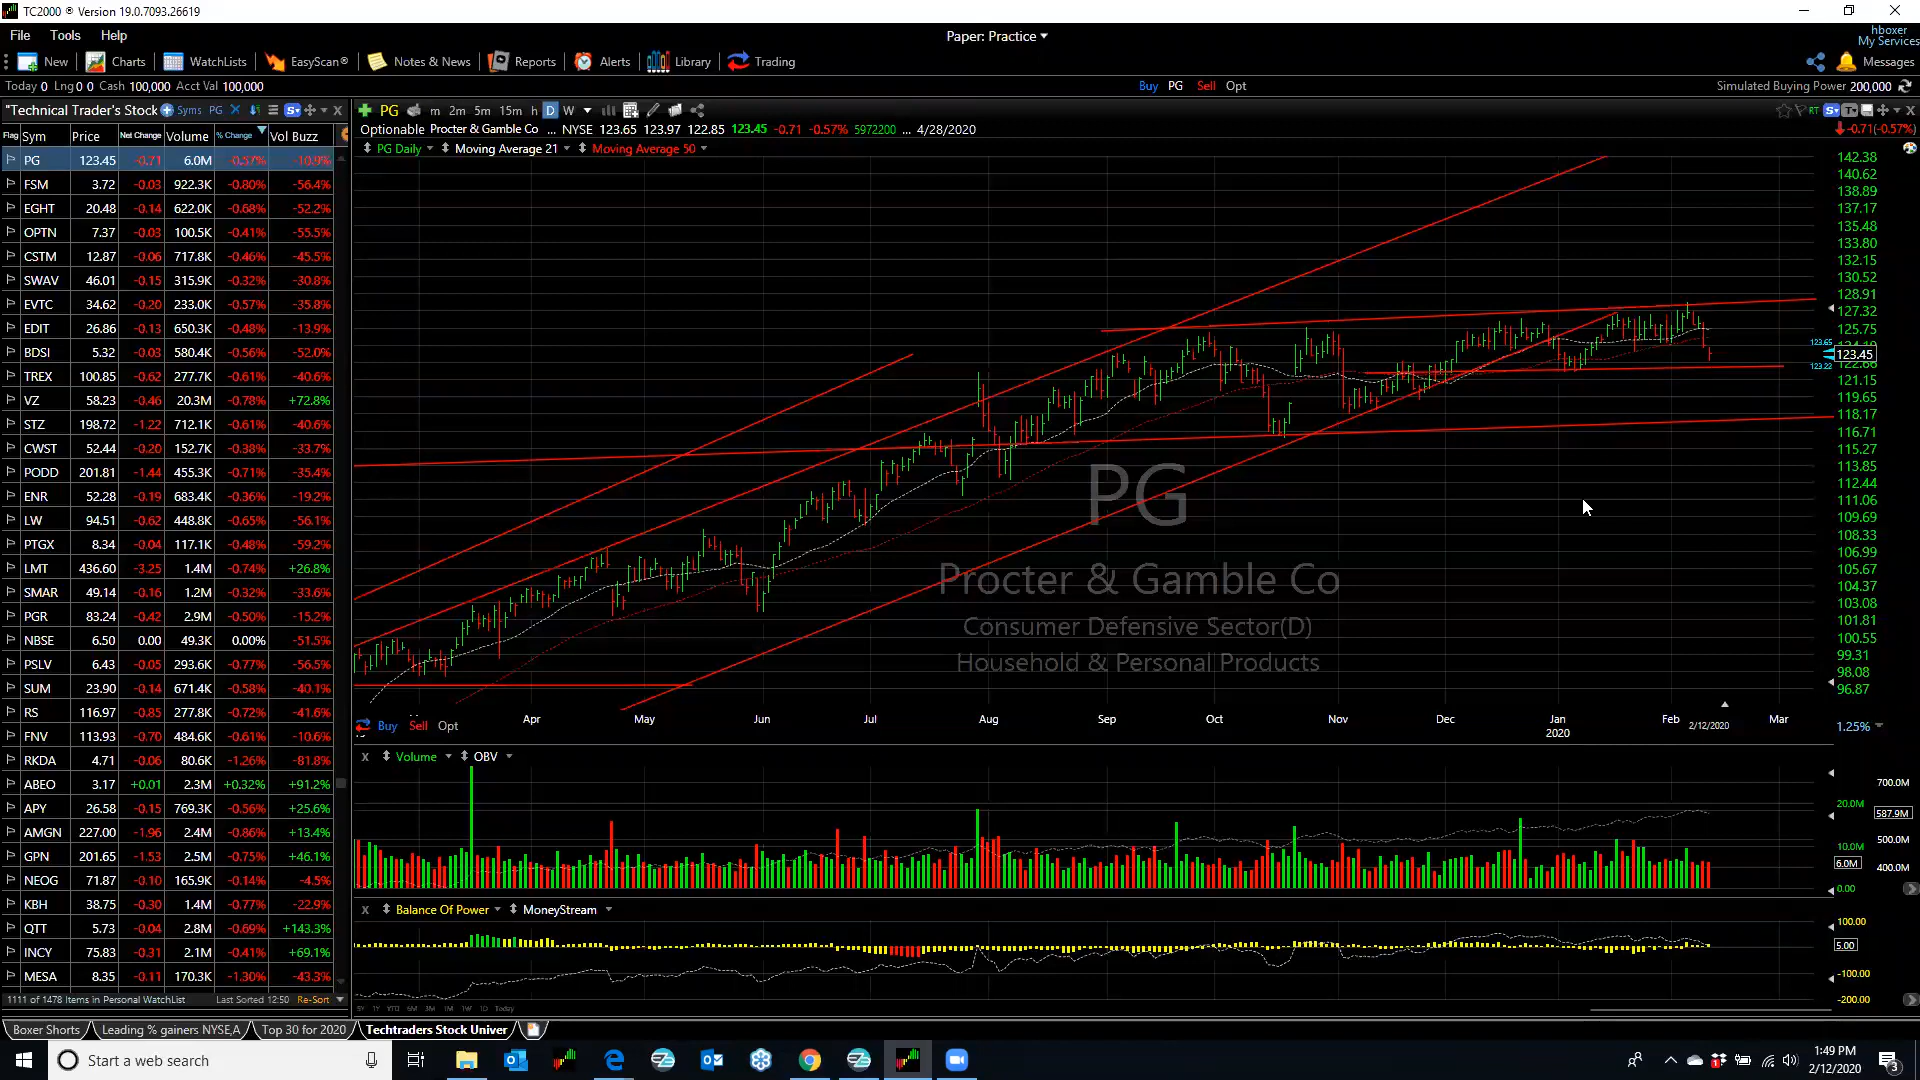 TC2000 ® Version 19.0.7093.26619
File Tools Help
Paper: Practice
hboxer
My Services
New Charts WatchLists EasyScan® Notes & News Reports Alerts Library Trading Messages
Today 0 Lng 0 0 Cash 100,000 Acct Val 100,000
Buy PG Sell Opt
Simulated Buying Power 200,000
"Technical Trader's Stock Syms PG
PG m 2m 5m 15m h D W
RT
Flag Sym Price Net Change Volume % Change Vol Buzz
Optionable Procter & Gamble Co ... NYSE 123.65 123.97 122.85 123.45 -0.71 -0.57% 5972200 ... 4/28/2020
-0.71(-0.57%)
PG Daily Moving Average 21 Moving Average 50
PG 123.45 -0.71 6.0M -0.57% -10.9%
FSM 3.72 -0.03 922.3K -0.80% -56.4%
EGHT 20.48 -0.14 622.0K -0.68% -52.2%
OPTN 7.37 -0.03 100.5K -0.41% -55.5%
CSTM 12.87 -0.06 717.8K -0.46% -45.5%
SWAV 46.01 -0.15 315.9K -0.32% -30.8%
EVTC 34.62 -0.20 233.0K -0.57% -35.8%
EDIT 26.86 -0.13 650.3K -0.48% -13.9%
BDSI 5.32 -0.03 580.4K -0.56% -52.0%
TREX 100.85 -0.62 277.7K -0.61% -40.6%
VZ 58.23 -0.46 20.3M -0.78% +72.8%
STZ 198.72 -1.22 712.1K -0.61% -40.6%
CWST 52.44 -0.20 152.7K -0.38% -33.7%
PODD 201.81 -1.44 455.3K -0.71% -35.4%
ENR 52.28 -0.19 683.4K -0.36% -19.2%
LW 94.51 -0.62 448.8K -0.65% -56.1%
PTGX 8.34 -0.04 117.1K -0.48% -59.2%
LMT 436.60 -3.25 1.4M -0.74% +26.8%
SMAR 49.14 -0.16 1.2M -0.32% -33.6%
PGR 83.24 -0.42 2.9M -0.50% -15.2%
NBSE 6.50 0.00 49.3K 0.00% -51.5%
PSLV 6.43 -0.05 293.6K -0.77% -56.5%
SUM 23.90 -0.14 671.4K -0.58% -40.1%
RS 116.97 -0.85 277.8K -0.72% -41.6%
FNV 113.93 -0.70 484.6K -0.61% -10.6%
RKDA 4.71 -0.06 80.6K -1.26% -81.8%
ABEO 3.17 +0.01 2.3M +0.32% +91.2%
APY 26.58 -0.15 769.3K -0.56% +25.6%
AMGN 227.00 -1.96 2.4M -0.86% +13.4%
GPN 201.65 -1.53 2.5M -0.75% +46.1%
NEOG 71.87 -0.10 165.9K -0.14% -4.5%
KBH 38.75 -0.30 1.4M -0.77% -22.9%
QTT 5.73 -0.04 2.8M -0.69% +143.3%
INCY 75.83 -0.31 2.1M -0.41% +69.1%
MESA 8.35 -0.11 170.3K -1.30% -43.3%
1111 of 1478 Items in Personal WatchList Last Sorted 12:50 Re-Sort
142.38
140.62
138.89
137.17
135.48
133.80
132.15
130.52
128.91
127.32
125.75
123.65
123.45
123.22
121.15
119.65
118.17
116.71
115.27
113.85
112.44
111.06
109.69
108.33
106.99
105.67
104.37
103.08
101.81
100.55
99.31
98.08
96.87
PG
Procter & Gamble Co
Consumer Defensive Sector(D)
Household & Personal Products
Buy Sell Opt
Apr May Jun Jul Aug Sep Oct Nov Dec Jan Feb Mar
2020
2/12/2020
1.25%
X Volume OBV
700.0M
20.0M
587.9M
500.0M
10.0M
6.0M
400.0M
0.00
X Balance Of Power MoneyStream
100.00
5.00
-100.00
-200.00
5Y 1Y YTD 6M 3M 1M 1W 1D Today
Boxer Shorts Leading % gainers NYSE,A Top 30 for 2020 Techtraders Stock Univer
Start a web search
1:49 PM
2/12/2020
3